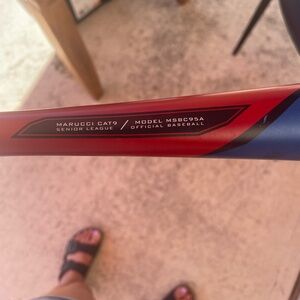 MARUCCI CAT9 / MODEL MSBC95A
SENIOR LEAGUE / OFFICIAL BASEBALL